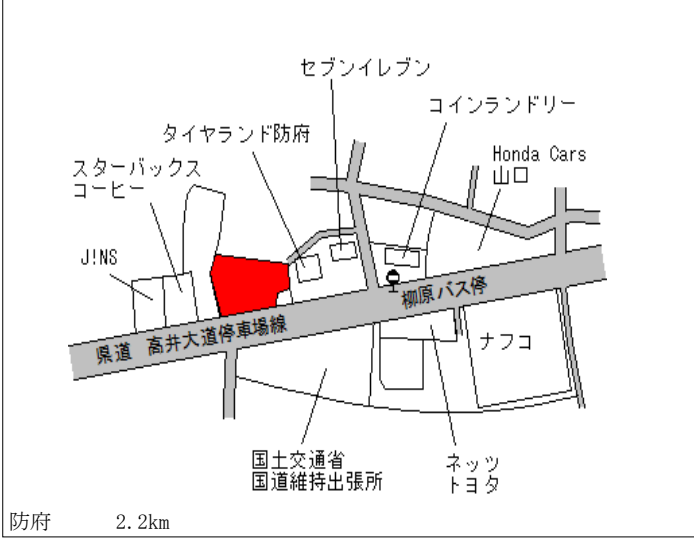 セブンイレブン
コインランドリー
タイヤランド防府
Honda Cars
山口
スターバックス
コーヒー
J!NS
柳原バス停
県道　高井大道停車場線
ナフコ
国土交通省
国道維持出張所
ネッツ
トヨタ
防府　　2.2km